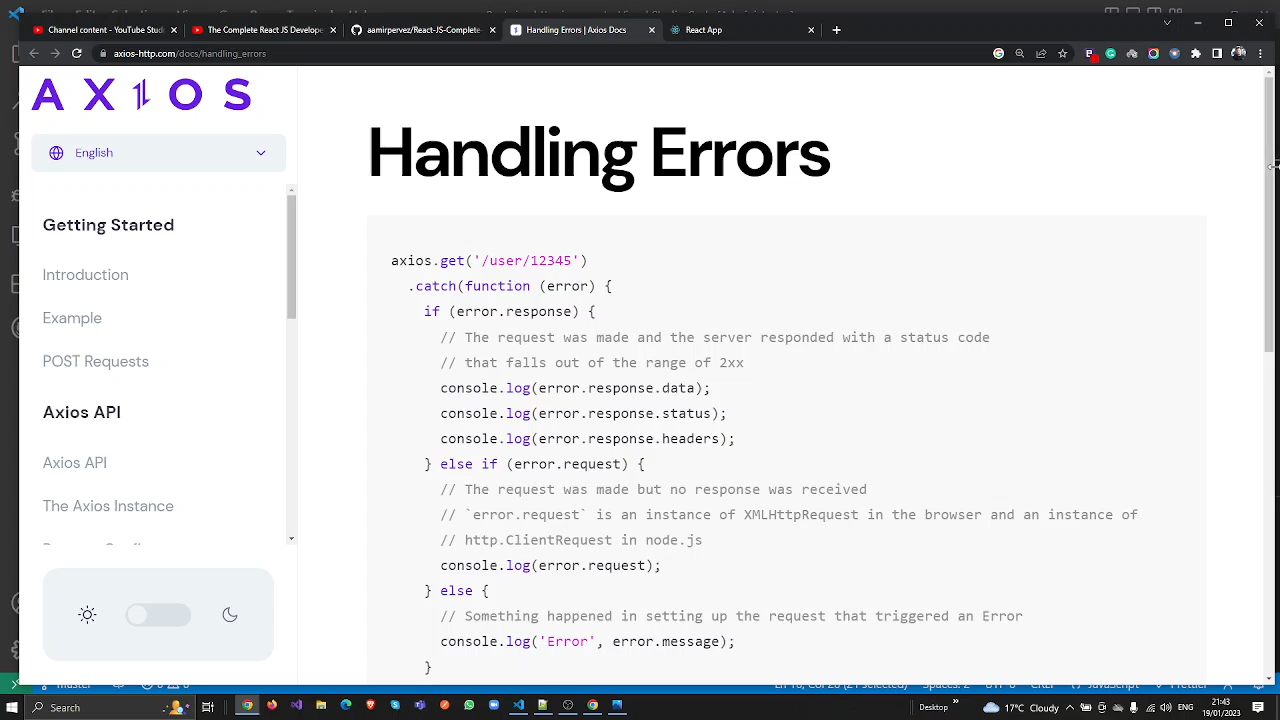 Channel content - YouTube Studi
The Complete React JS Develope
aamirpervez/React-JS-Complete
Handling Errors | Axios Docs
React App
axios-http.com/docs/handling_errors
AXIOS
English
Getting Started
Introduction
Example
POST Requests
Axios API
Axios API
The Axios Instance
Handling Errors
axios.get('/user/12345')
.catch(function (error) {
if (error.response) {
// The request was made and the server responded with a status code
// that falls out of the range of 2xx
console.log(error.response.data);
console.log(error.response.status);
console.log(error.response.headers);
} else if (error.request) {
// The request was made but no response was received
// `error.request` is an instance of XMLHttpRequest in the browser and an instance of
// http.ClientRequest in node.js
console.log(error.request);
} else {
// Something happened in setting up the request that triggered an Error
console.log('Error', error.message);
}
Search
Desktop
17°C Cloudy
ENG
21:43
19/01/2023